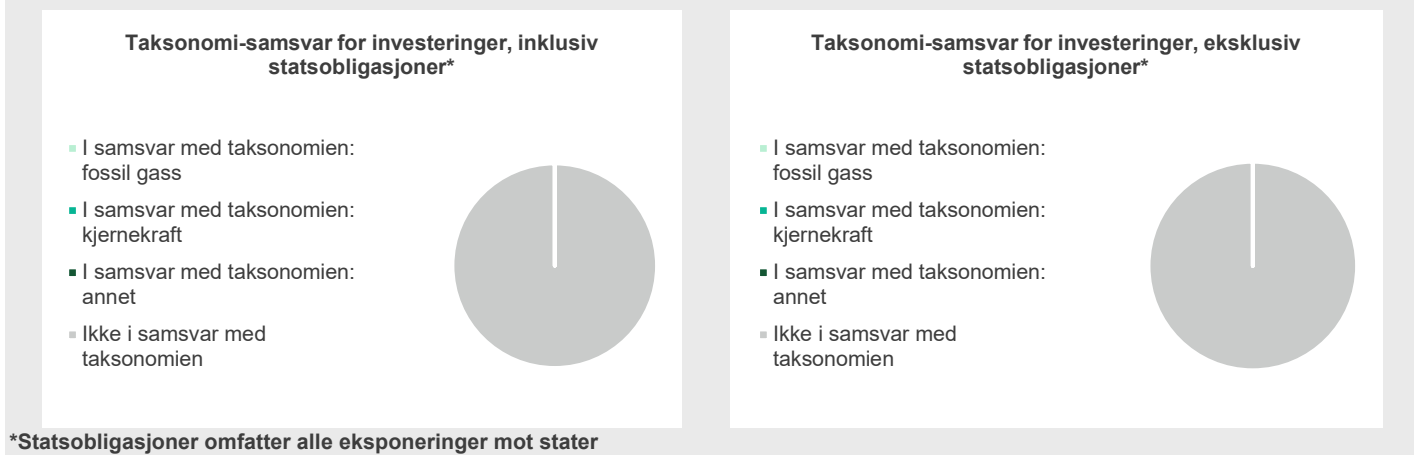 Taksonomi-samsvar for investeringer, inklusiv
statsobligasjoner*
I samsvar med taksonomien:
fossil gass
I samsvar med taksonomien:
kjernekraft
I samsvar med taksonomien:
annet
Ikke i samsvar med
taksonomien
Taksonomi-samsvar for investeringer, eksklusiv
statsobligasjoner*
I samsvar med taksonomien:
fossil gass
I samsvar med taksonomien:
kjernekraft
I samsvar med taksonomien:
annet
Ikke i samsvar med
taksonomien
*Statsobligasjoner omfatter alle eksponeringer mot stater